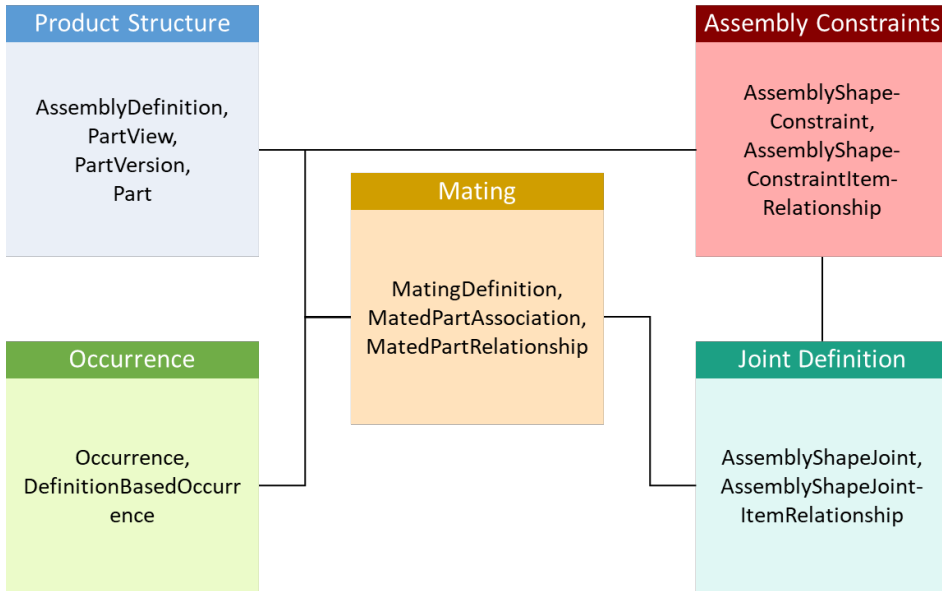 Product Structure
AssemblyDefinition,
PartView,
PartVersion,
Part
Assembly Constraints
AssemblyShape-
Constraint,
AssemblyShape-
ConstraintItem-
Relationship
Mating
MatingDefinition,
MatedPartAssociation,
MatedPartRelationship
Occurrence
Occurrence,
DefinitionBasedOccurr
ence
Joint Definition
AssemblyShapeJoint,
AssemblyShapeJoint-
ItemRelationship